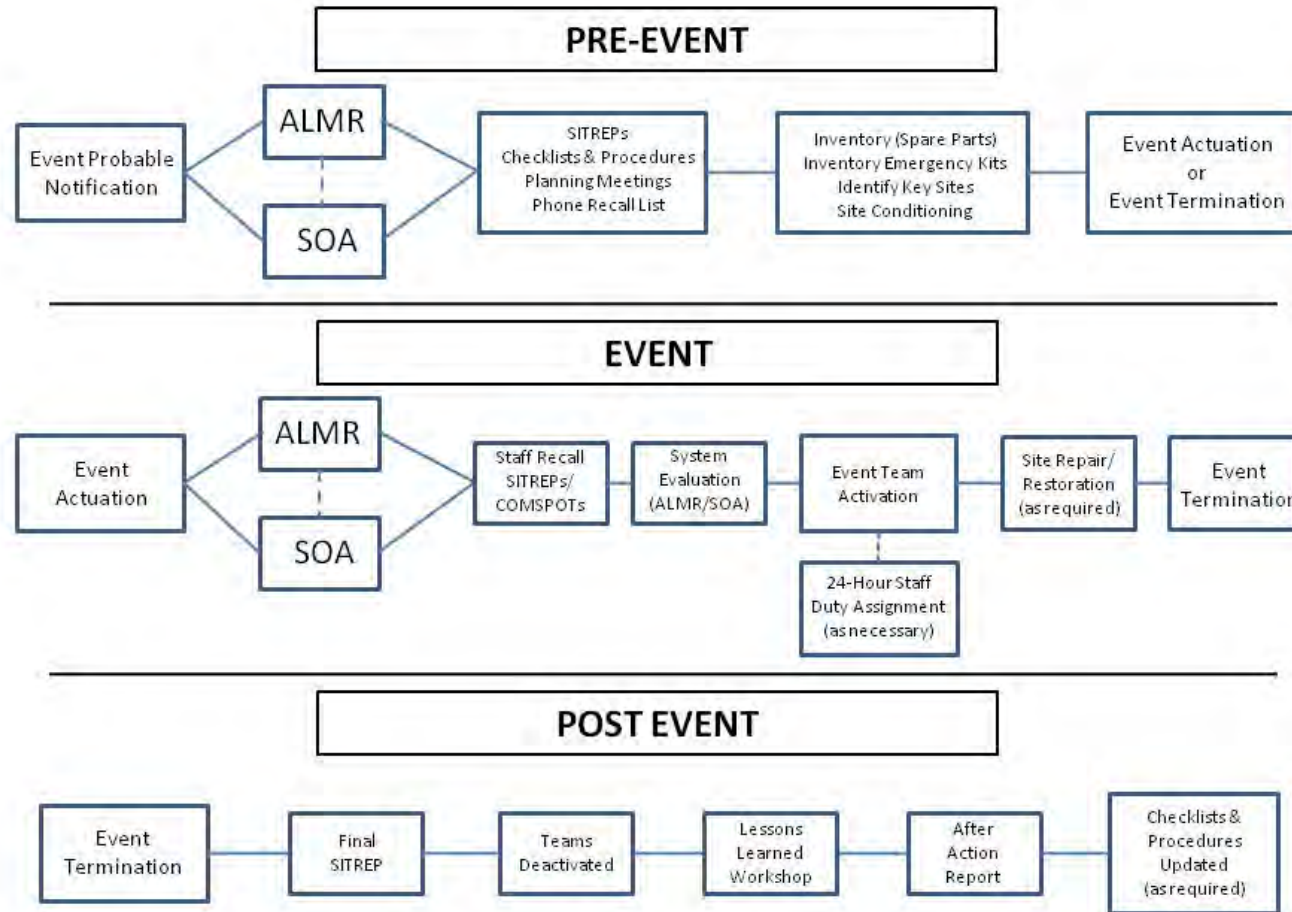 PRE-EVENT
Event Probable
Notification
ALMR
SOA
SITREPs
Checklists & Procedures
Planning Meetings
Phone Recall List
Inventory (Spare Parts)
Inventory Emergency Kits
Identify Key Sites
Site Conditioning
Event Actuation
or
Event Termination
EVENT
Event
Actuation
ALMR
SOA
Staff Recall
SITREPs/
COMSPOTs
System
Evaluation
(ALMR/SOA)
Event Team
Activation
24-Hour Staff
Duty Assignment
(as necessary)
Site Repair/
Restoration
(as required)
Event
Termination
POST EVENT
Event
Termination
Final
SITREP
Teams
Deactivated
Lessons
Learned
Workshop
After
Action
Report
Checklists &
Procedures
Updated
(as required)